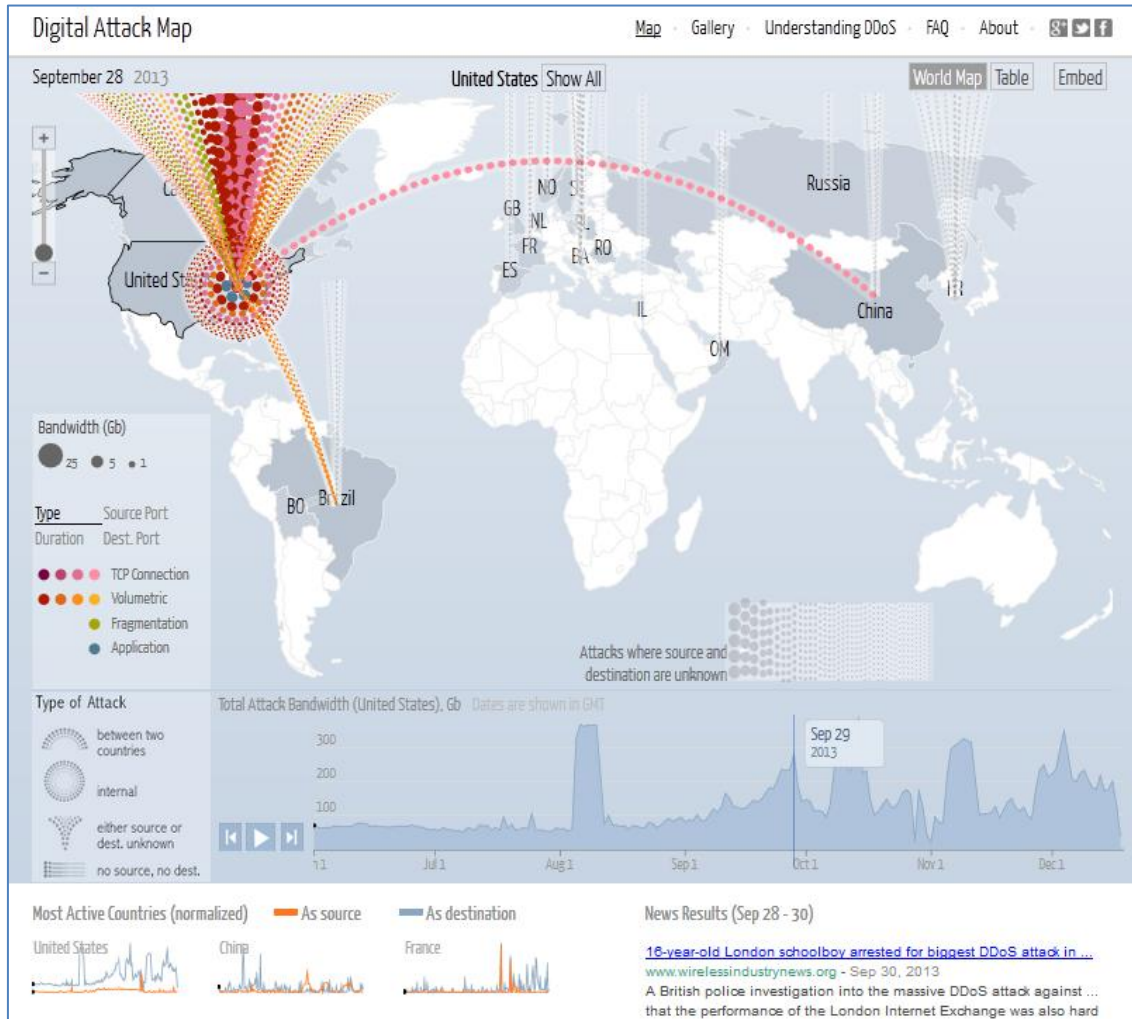 Digital Attack Map
Map · Gallery · Understanding DDoS · FAQ · About
September 28 2013
United States Show All
World Map Table Embed
+
−
Russia
NO
GB
NL
FR
RO
ES
BA
United St
IL
China
OM
Bandwidth (Gb)
25 5 1
BO Brazil
Type Source Port
Duration Dest. Port
TCP Connection
Volumetric
Fragmentation
Application
Attacks where source and
destination are unknown
Type of Attack
between two
countries
internal
either source or
dest. unknown
no source, no dest.
Total Attack Bandwidth (United States), Gb Dates are shown in GMT
300
200
100
Sep 29
2013
n 1 Jul 1 Aug 1 Sep 1 Oct 1 Nov 1 Dec 1
Most Active Countries (normalized) As source As destination
United States China France
News Results (Sep 28 - 30)
16-year-old London schoolboy arrested for biggest DDoS attack in ...
www.wirelessindustrynews.org - Sep 30, 2013
A British police investigation into the massive DDoS attack against ...
that the performance of the London Internet Exchange was also hard